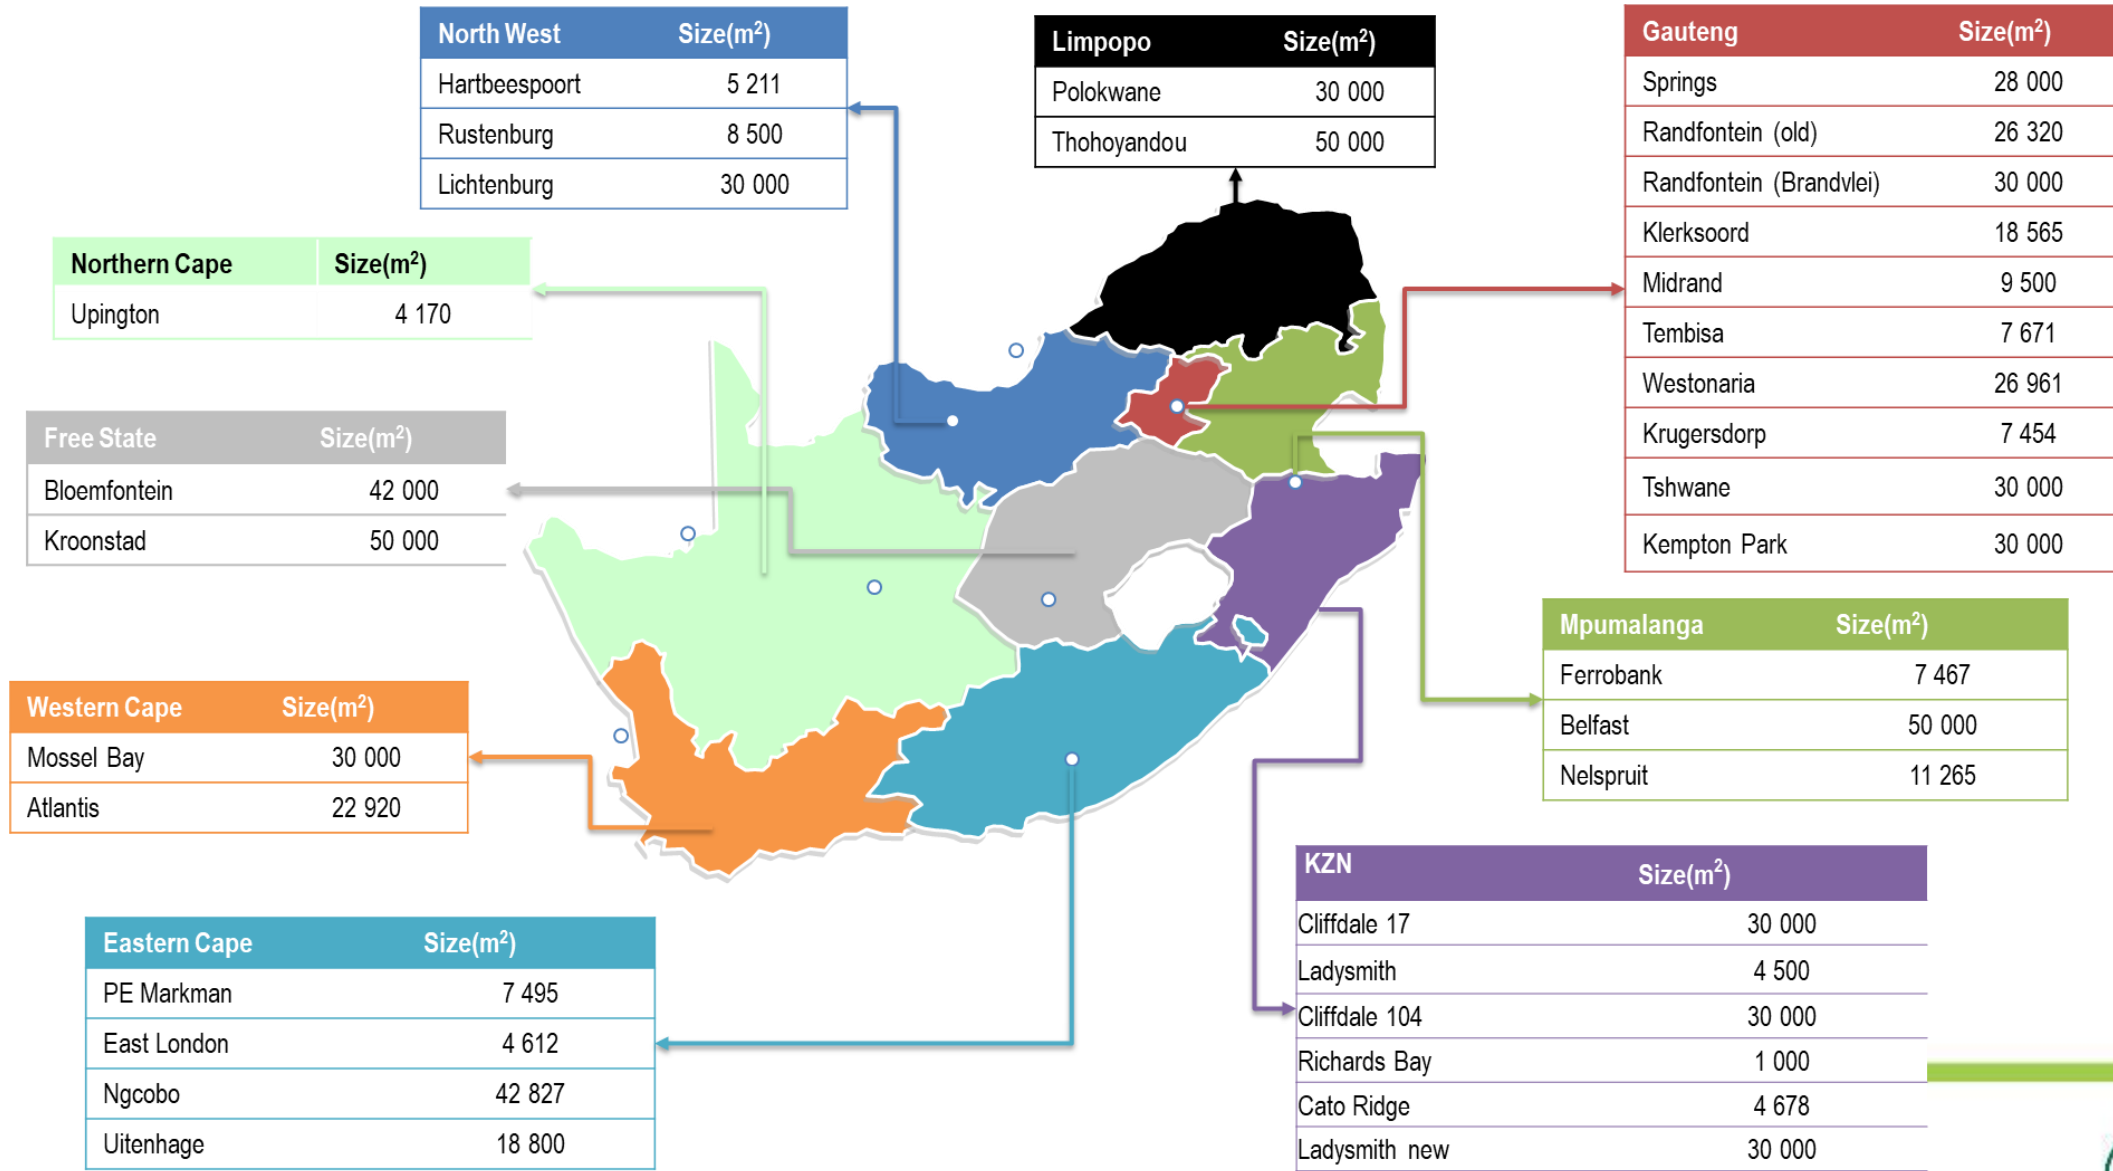 North West Size(m²)
Hartbeespoort 5 211
Rustenburg 8 500
Lichtenburg 30 000
Limpopo Size(m²)
Polokwane 30 000
Thohoyandou 50 000
Gauteng Size(m²)
Springs 28 000
Randfontein (old) 26 320
Randfontein (Brandvlei) 30 000
Klerksoord 18 565
Midrand 9 500
Tembisa 7 671
Westonaria 26 961
Krugersdorp 7 454
Tshwane 30 000
Kempton Park 30 000
Northern Cape Size(m²)
Upington 4 170
Free State Size(m²)
Bloemfontein 42 000
Kroonstad 50 000
Mpumalanga Size(m²)
Ferrobank 7 467
Belfast 50 000
Nelspruit 11 265
Western Cape Size(m²)
Mossel Bay 30 000
Atlantis 22 920
KZN Size(m²)
Cliffdale 17 30 000
Ladysmith 4 500
Cliffdale 104 30 000
Richards Bay 1 000
Cato Ridge 4 678
Ladysmith new 30 000
Eastern Cape Size(m²)
PE Markman 7 495
East London 4 612
Ngcobo 42 827
Uitenhage 18 800